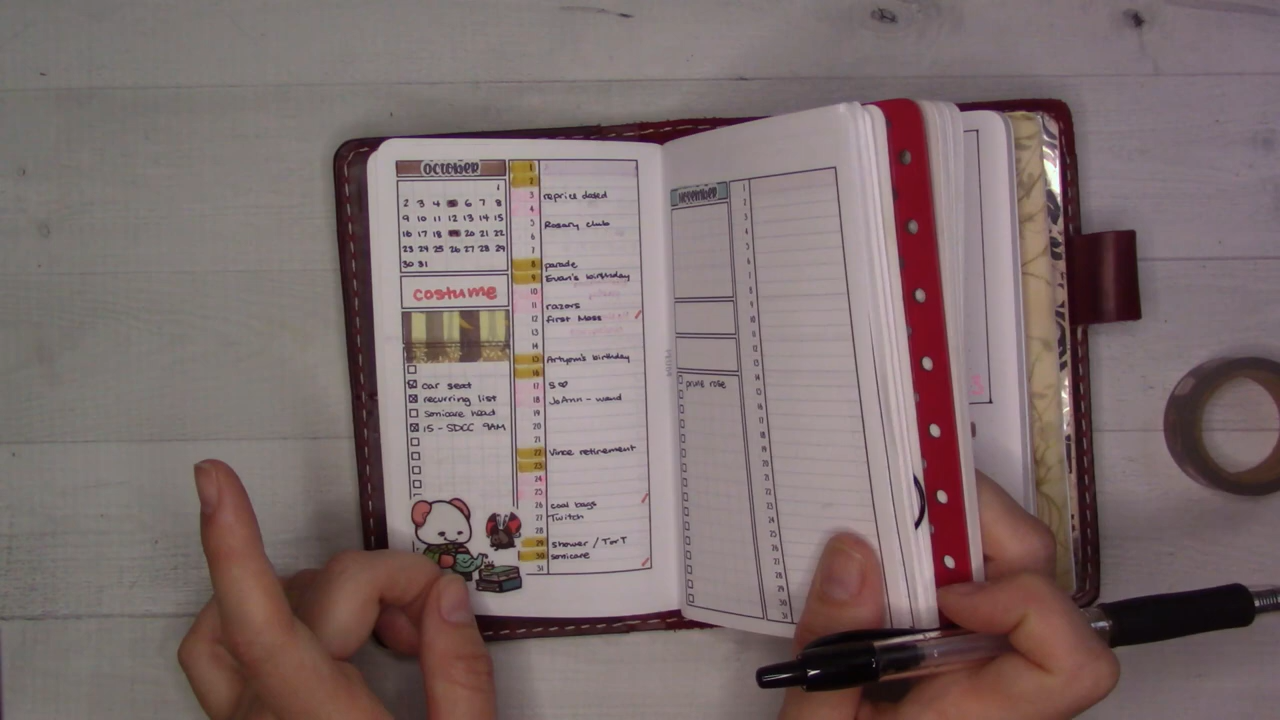 October
1
2 3 4 5 6 7 8
9 10 11 12 13 14 15
16 17 18 19 20 21 22
23 24 25 26 27 28 29
30 31
costume
car seat
recurring list
sonicare head
15 - SDCC 9AM
1
2
3 reprice dated
4
5 Rosary club
6
7
8 parade
9 Evan's birthday
10
11 razors
12 first Mass
13
14
15 Artyom's birthday
16
17 S♡
18 JoAnn - wand
19
20
21
22 Vince retirement
23
24
25
26 coal bags
27 Twitch
28
29 shower / TorT
30 sonicare
31
November
prune rose
1
2
3
4
5
6
7
8
9
10
11
12
13
14
15
16
17
18
19
20
21
22
23
24
25
26
27
28
29
30
31
S